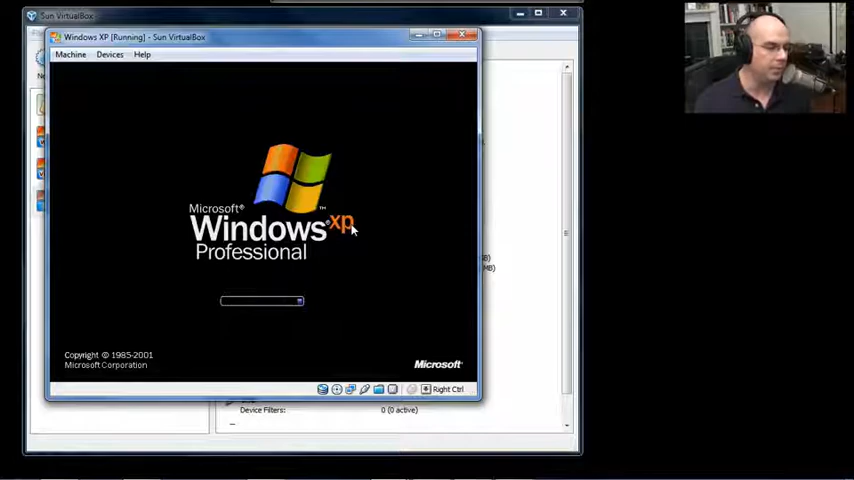 Sun VirtualBox
Windows XP [Running] - Sun VirtualBox
Machine Devices Help
Microsoft®
Windows® xp
™
Professional
Copyright © 1985-2001
Microsoft Corporation
Microsoft®
Right Ctrl
Device Filters: 0 (0 active)